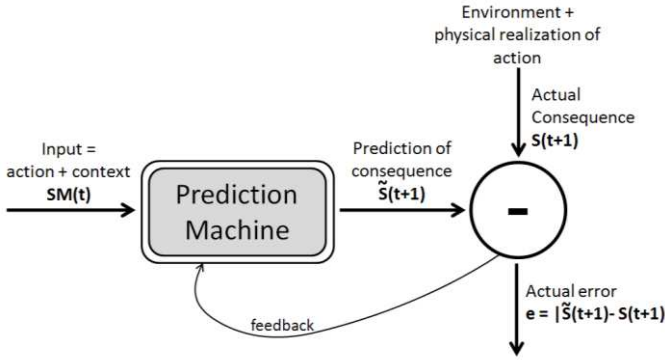 Environment +
physical realization of
action
Actual
Consequence
S(t+1)
Input =
action + context
SM(t)
Prediction
Machine
Prediction of
consequence
S̃(t+1)
-
feedback
Actual error
e = |S̃(t+1)- S(t+1)